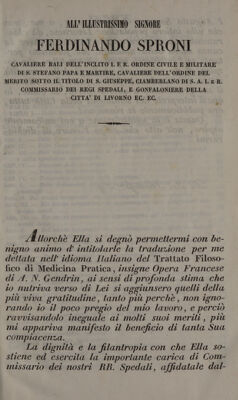 ALL' ILLUSTRISSIMO SIGNORE
FERDINANDO SPRONI
CAVALIERE BALI DELL'INCLITO I. E R. ORDINE CIVILE E MILITARE
DI S. STEFANO PAPA E MARTIRE, CAVALIERE DELL'ORDINE DEL
MERITO SOTTO IL TITOLO DI S. GIUSEPPE, CIAMBERLANO DI S. A. I. e R.
COMMISSARIO DEI REGI SPEDALI, E GONFALONIERE DELLA
CITTA' DI LIVORNO EC. EC.
Allorchè Ella si degnò permettermi con be-
nigno animo d'intitolarle la traduzione per me
dettata nell'idioma Italiano del Trattato Filoso-
fico di Medicina Pratica, insigne Opera Francese
di A. N. Gendrin, ai sensi di profonda stima che
io nutriva verso di Lei si aggiunsero quelli della
più viva gratitudine, tanto più perchè, non igno-
rando io il poco pregio del mio lavoro, e perciò
ravvisandolo ineguale ai molti suoi meriti, più
mi appariva manifesto il beneficio di tanta Sua
compiacenza.
La dignità e la filantropia con che Ella so-
stiene ed esercita la importante carica di Com-
missario dei nostri RR. Spedali, affidatale dal-